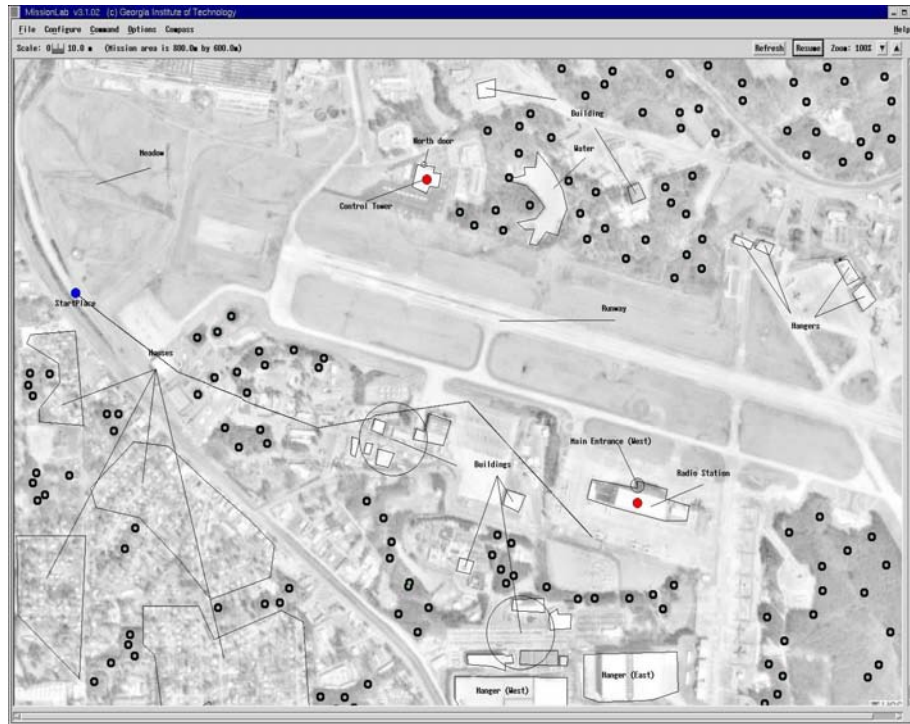 MissionLab v3.1.02 (c) Georgia Institute of Technology
File Configure Command Options Compass Help
Scale: 0 10.0 m (Mission area is 800.0m by 600.0m) Refresh Resume Zoom: 100%
Building
North door
Meadow
Water
Control Tower
StartPlace
Runway
Hangers
Houses
Main Entrance (West)
Buildings
Radio Station
Hanger (East)
Hanger (West)